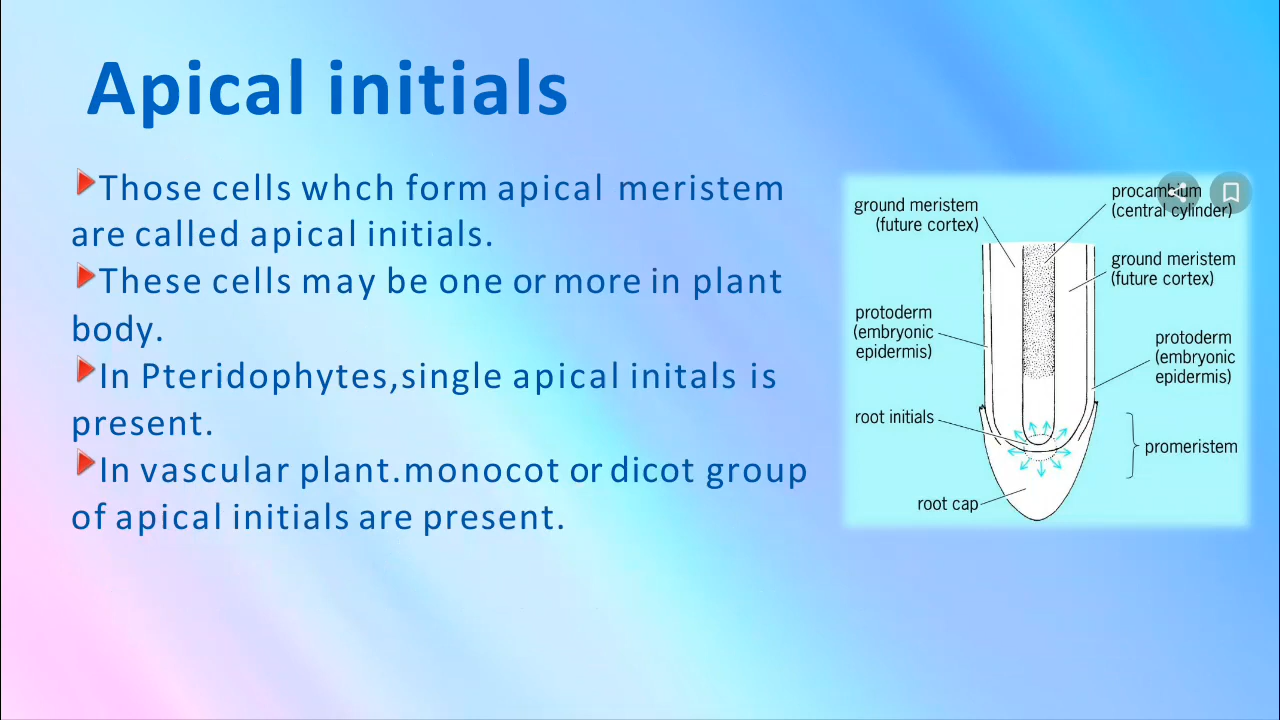 Apical initials
Those cells whch form apical meristem
are called apical initials.
These cells may be one or more in plant
body.
In Pteridophytes,single apical initals is
present.
In vascular plant.monocot or dicot group
of apical initials are present.
ground meristem
(future cortex)
procambium
(central cylinder)
ground meristem
(future cortex)
protoderm
(embryonic
epidermis)
protoderm
(embryonic
epidermis)
root initials
promeristem
root cap